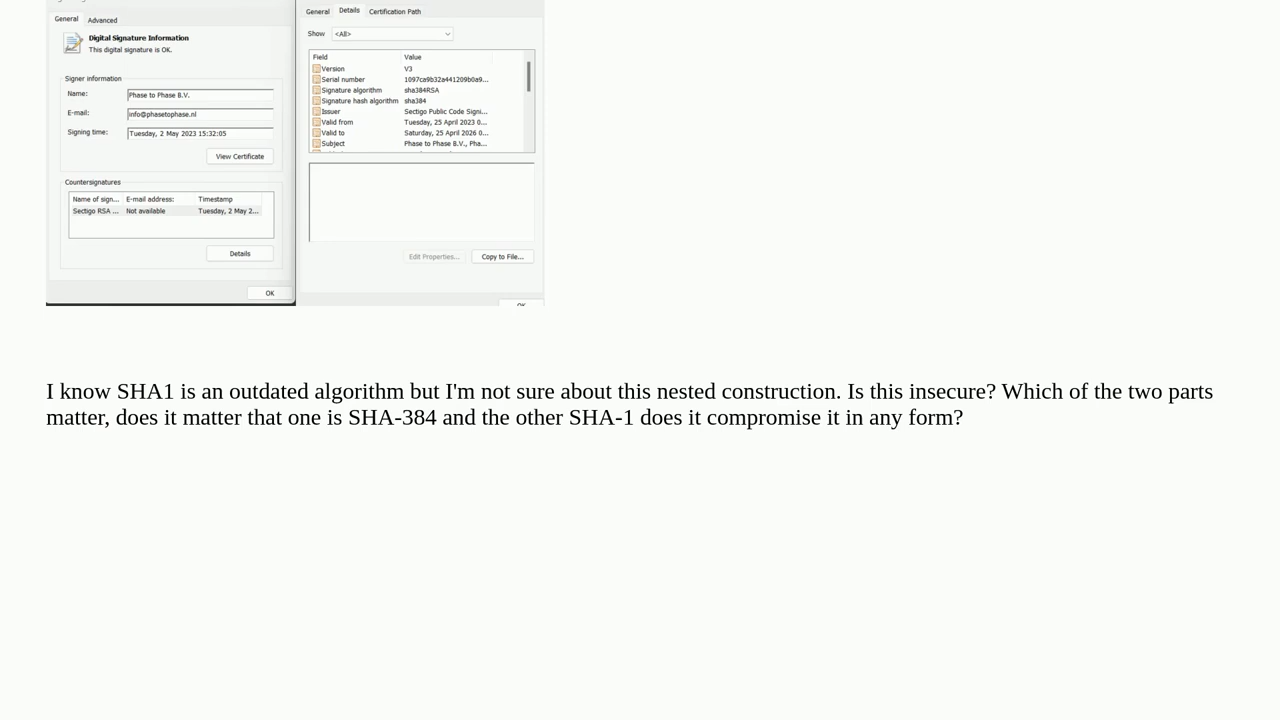 General
Advanced
Digital Signature Information
This digital signature is OK.
Signer information
Name:
Phase to Phase B.V.
E-mail:
info@phasetophase.nl
Signing time:
Tuesday, 2 May 2023 15:32:05
View Certificate
Countersignatures
Name of sign... E-mail address: Timestamp
Sectigo RSA ... Not available Tuesday, 2 May 2...
Details
OK
General Details Certification Path
Show <All>
Field Value
Version V3
Serial number 1097ca9b32a441209b0a9...
Signature algorithm sha384RSA
Signature hash algorithm sha384
Issuer Sectigo Public Code Signi...
Valid from Tuesday, 25 April 2023 0...
Valid to Saturday, 25 April 2026 0...
Subject Phase to Phase B.V., Pha...
Edit Properties... Copy to File...
OK
I know SHA1 is an outdated algorithm but I'm not sure about this nested construction. Is this insecure? Which of the two parts
matter, does it matter that one is SHA-384 and the other SHA-1 does it compromise it in any form?